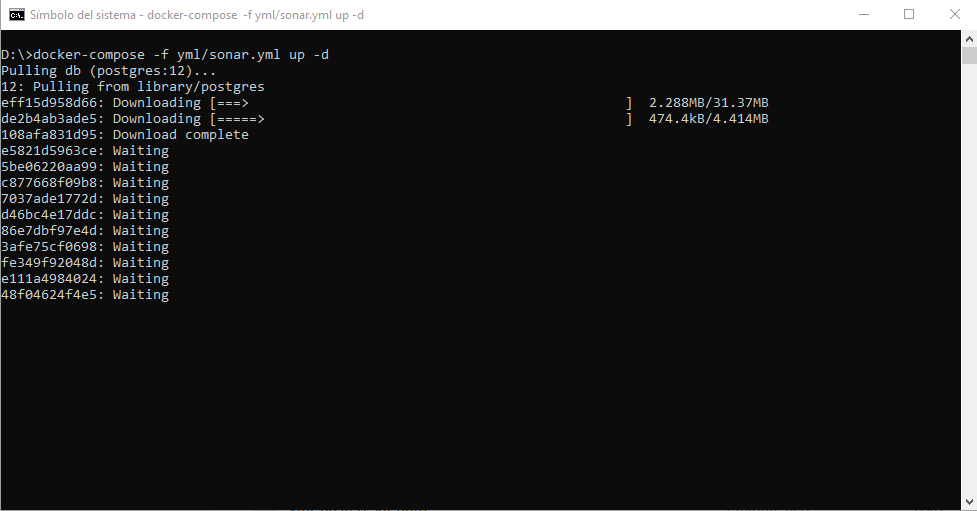 Símbolo del sistema - docker-compose -f yml/sonar.yml up -d
D:\>docker-compose -f yml/sonar.yml up -d
Pulling db (postgres:12)...
12: Pulling from library/postgres
eff15d958d66: Downloading [===>                                               ]  2.288MB/31.37MB
de2b4ab3ade5: Downloading [=====>                                             ]  474.4kB/4.414MB
108afa831d95: Download complete
e5821d5963ce: Waiting
5be06220aa99: Waiting
c877668f09b8: Waiting
7037ade1772d: Waiting
d46bc4e17ddc: Waiting
86e7dbf97e4d: Waiting
3afe75cf0698: Waiting
fe349f92048d: Waiting
e111a4984024: Waiting
48f04624f4e5: Waiting